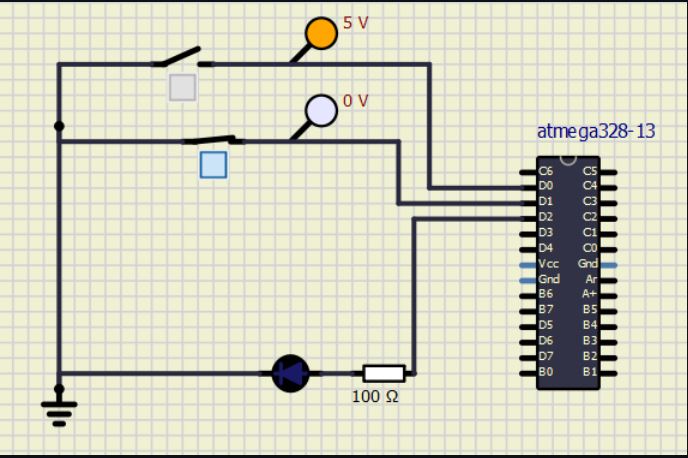 5 V
0 V
atmega328-13
C6 C5
D0 C4
D1 C3
D2 C2
D3 C1
D4 C0
Vcc Gnd
Gnd Ar
B6 A+
B7 B5
D5 B4
D6 B3
D7 B2
B0 B1
100 Ω